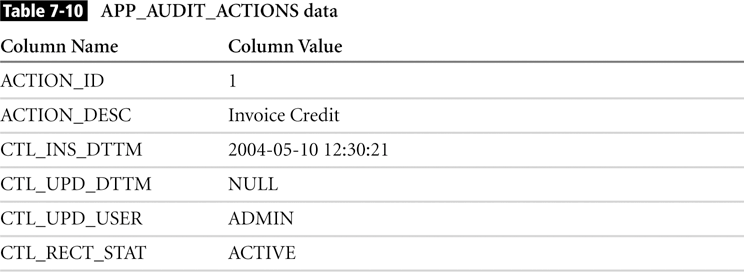 Table 7-10 APP_AUDIT_ACTIONS data
Column Name Column Value
ACTION_ID 1
ACTION_DESC Invoice Credit
CTL_INS_DTTM 2004-05-10 12:30:21
CTL_UPD_DTTM NULL
CTL_UPD_USER ADMIN
CTL_RECT_STAT ACTIVE